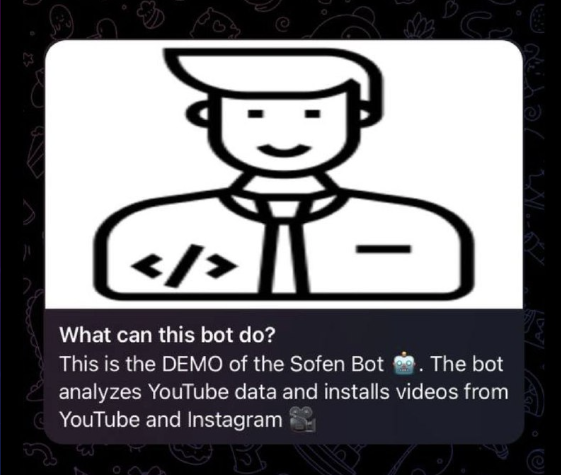 </>
What can this bot do?
This is the DEMO of the Sofen Bot 🤖. The bot
analyzes YouTube data and installs videos from
YouTube and Instagram 🎥